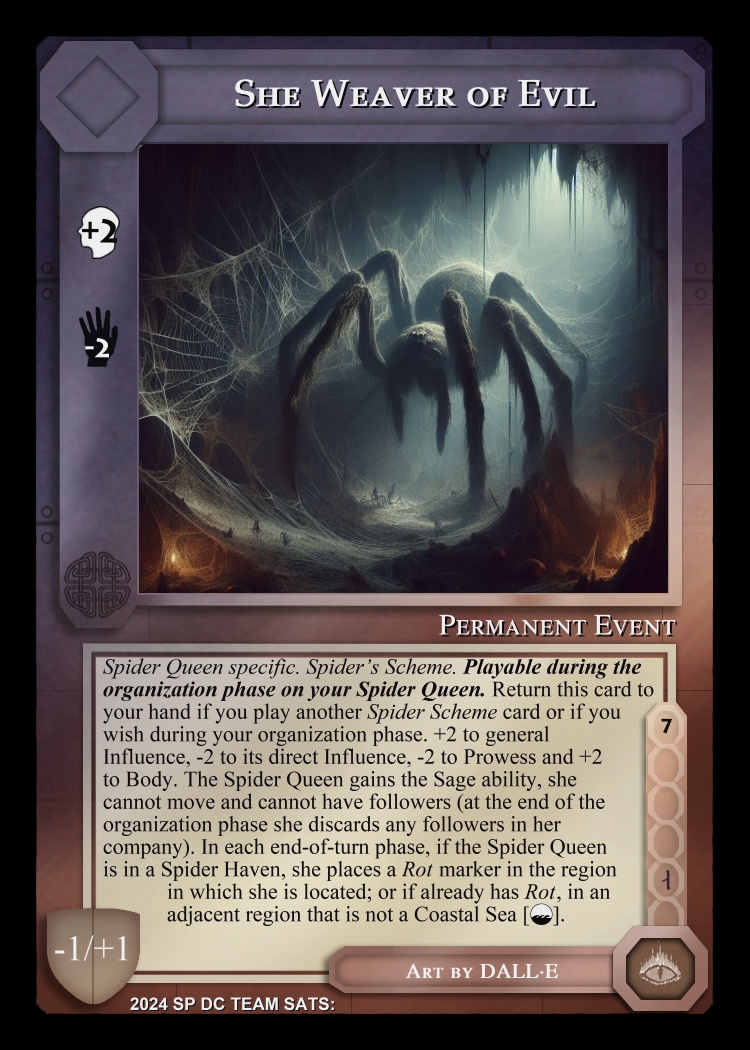 She Weaver of Evil
+2
-2
Permanent Event
Spider Queen specific. Spider's Scheme. Playable during the
organization phase on your Spider Queen. Return this card to
your hand if you play another Spider Scheme card or if you
wish during your organization phase. +2 to general
Influence, -2 to its direct Influence, -2 to Prowess and +2
to Body. The Spider Queen gains the Sage ability, she
cannot move and cannot have followers (at the end of the
organization phase she discards any followers in her
company). In each end-of-turn phase, if the Spider Queen
is in a Spider Haven, she places a Rot marker in the region
in which she is located; or if already has Rot, in an
adjacent region that is not a Coastal Sea [ ].
7
-1/+1
Art by DALL·E
2024 SP DC TEAM SATS: